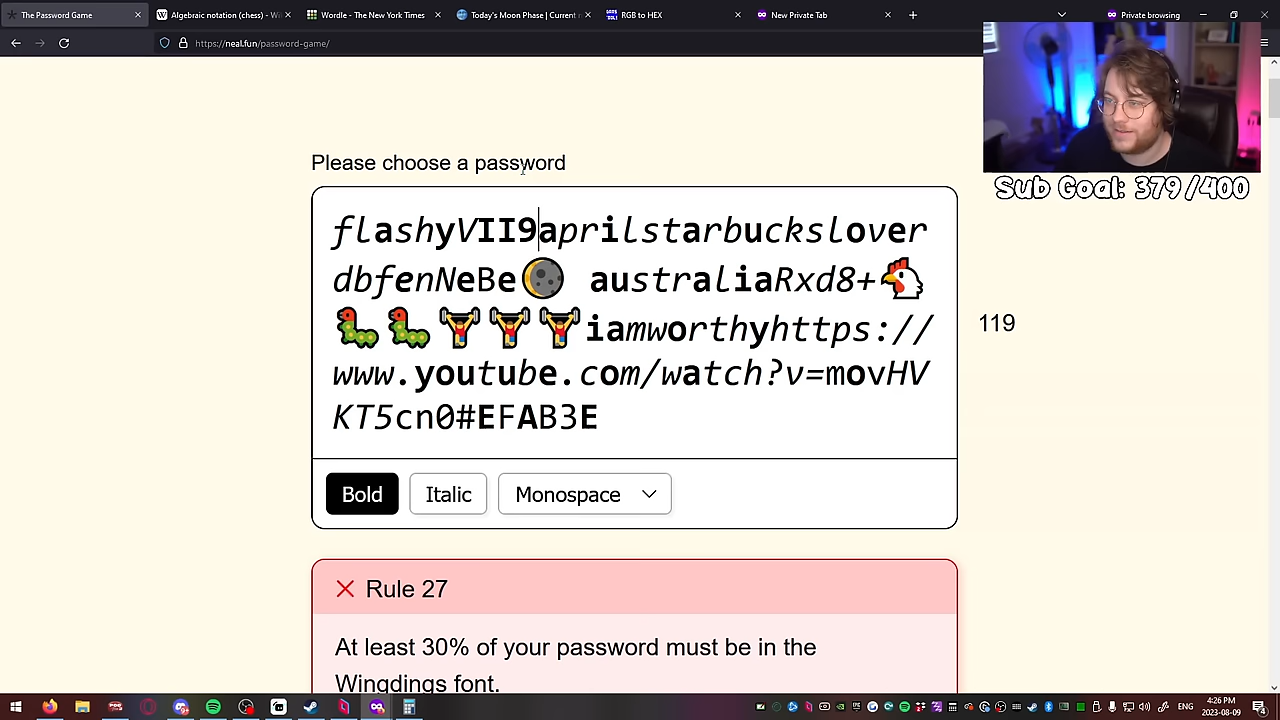 The Password Game
Algebraic notation (chess) - Wi
Wordle - The New York Times
Today's Moon Phase | Current
RGB to HEX
New Private Tab
Private browsing
https://neal.fun/password-game/
Sub Goal: 379/400
Please choose a password
flashyVII9aprilstarbuckslover
dbfenNeBe🌖 australiaRxd8+🐔
🐛🐛🏋️🏋️🏋️iamworthyhttps://
www.youtube.com/watch?v=movHV
KT5cn0#EFAB3E
119
Bold
Italic
Monospace
Rule 27
At least 30% of your password must be in the
Wingdings font.
ENG
4:26 PM
2023-08-09